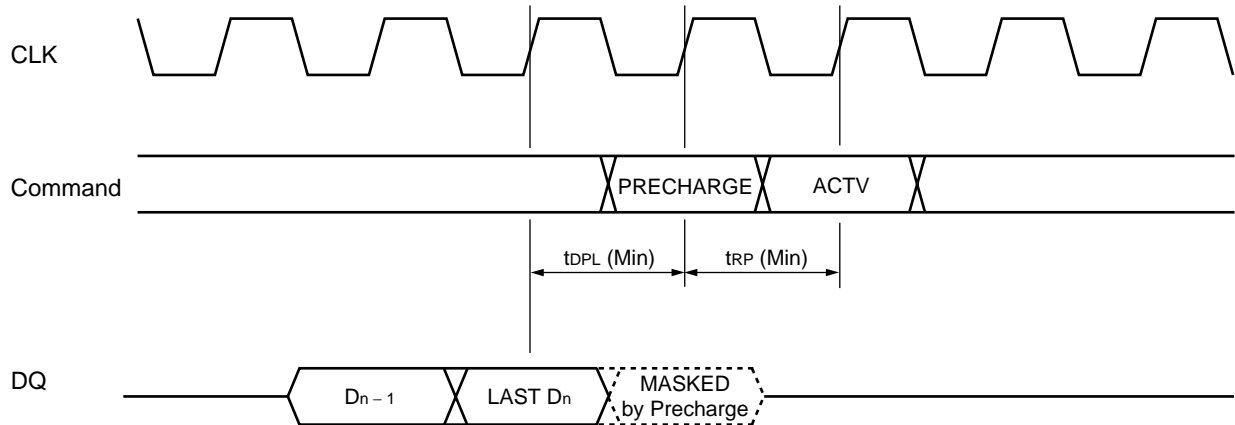 CLK
Command
PRECHARGE
ACTV
tDPL (Min)
tRP (Min)
DQ
Dn – 1
LAST Dn
MASKED
by Precharge